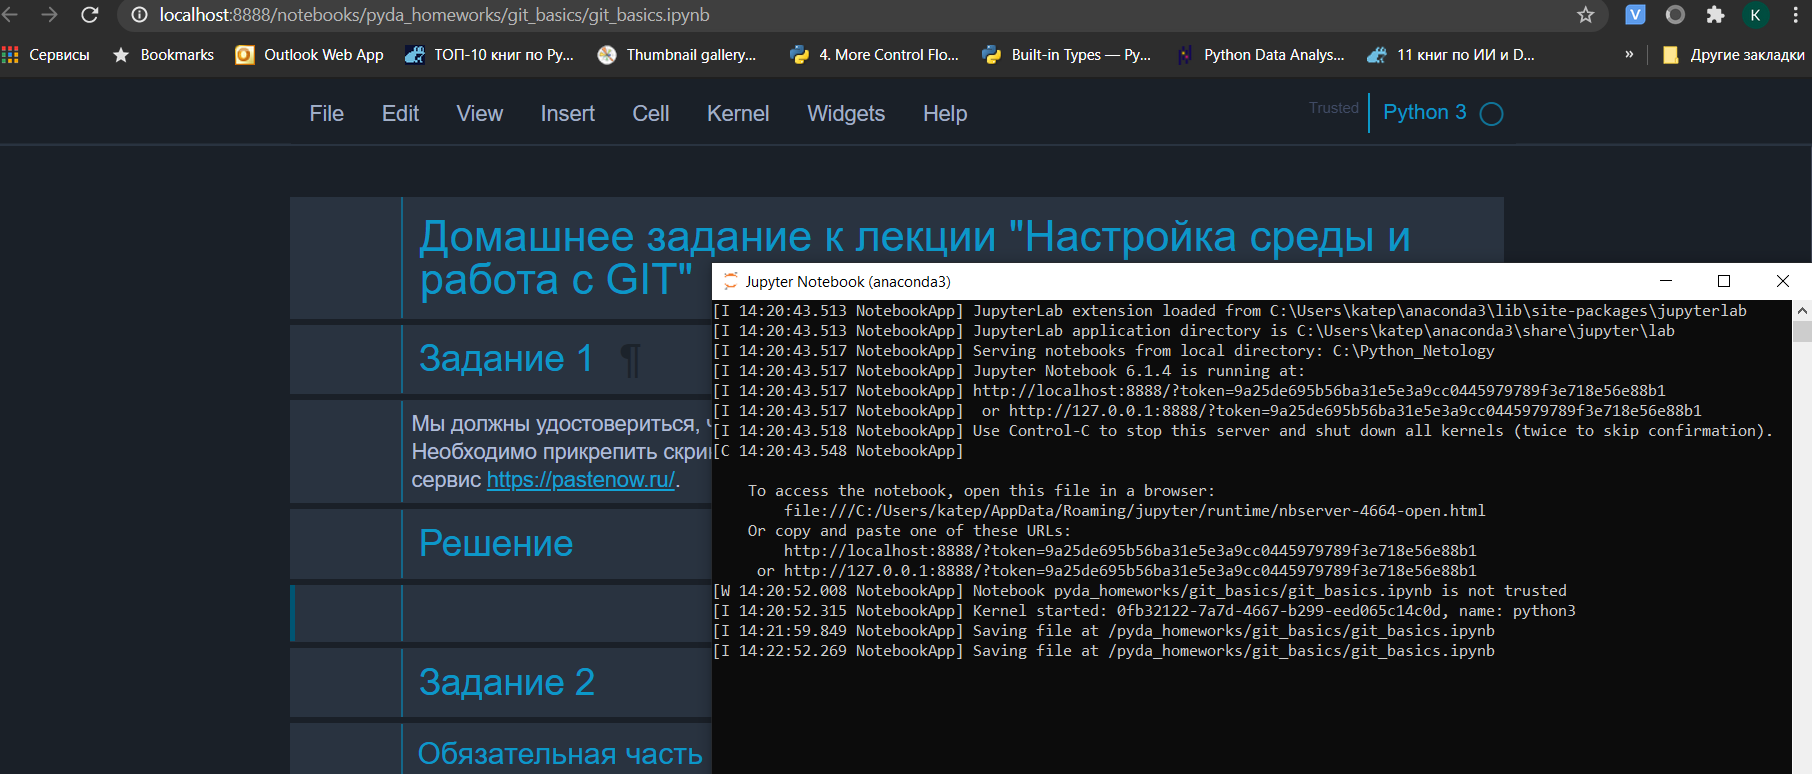 localhost:8888/notebooks/pyda_homeworks/git_basics/git_basics.ipynb
V
K
Сервисы
Bookmarks
Outlook Web App
ТОП-10 книг по Py...
Thumbnail gallery...
4. More Control Flo...
Built-in Types — Py...
Python Data Analys...
11 книг по ИИ и D...
»
Другие закладки
File Edit View Insert Cell Kernel Widgets Help
Trusted
Python 3
Домашнее задание к лекции "Настройка среды и
работа с GIT"
Задание 1 ¶
Мы должны удостовериться,
Необходимо прикрепить
сервис https://pastenow.ru/.
Решение
Задание 2
Обязательная часть
Jupyter Notebook (anaconda3)
[I 14:20:43.513 NotebookApp] JupyterLab extension loaded from C:\Users\katep\anaconda3\lib\site-packages\jupyterlab
[I 14:20:43.513 NotebookApp] JupyterLab application directory is C:\Users\katep\anaconda3\share\jupyter\lab
[I 14:20:43.517 NotebookApp] Serving notebooks from local directory: C:\Python_Netology
[I 14:20:43.517 NotebookApp] Jupyter Notebook 6.1.4 is running at:
[I 14:20:43.517 NotebookApp] http://localhost:8888/?token=9a25de695b56ba31e5e3a9cc0445979789f3e718e56e88b1
[I 14:20:43.517 NotebookApp]  or http://127.0.0.1:8888/?token=9a25de695b56ba31e5e3a9cc0445979789f3e718e56e88b1
[I 14:20:43.518 NotebookApp] Use Control-C to stop this server and shut down all kernels (twice to skip confirmation).
[C 14:20:43.548 NotebookApp]
To access the notebook, open this file in a browser:
file:///C:/Users/katep/AppData/Roaming/jupyter/runtime/nbserver-4664-open.html
Or copy and paste one of these URLs:
http://localhost:8888/?token=9a25de695b56ba31e5e3a9cc0445979789f3e718e56e88b1
or http://127.0.0.1:8888/?token=9a25de695b56ba31e5e3a9cc0445979789f3e718e56e88b1
[W 14:20:52.008 NotebookApp] Notebook pyda_homeworks/git_basics/git_basics.ipynb is not trusted
[I 14:20:52.315 NotebookApp] Kernel started: 0fb32122-7a7d-4667-b299-eed065c14c0d, name: python3
[I 14:21:59.849 NotebookApp] Saving file at /pyda_homeworks/git_basics/git_basics.ipynb
[I 14:22:52.269 NotebookApp] Saving file at /pyda_homeworks/git_basics/git_basics.ipynb